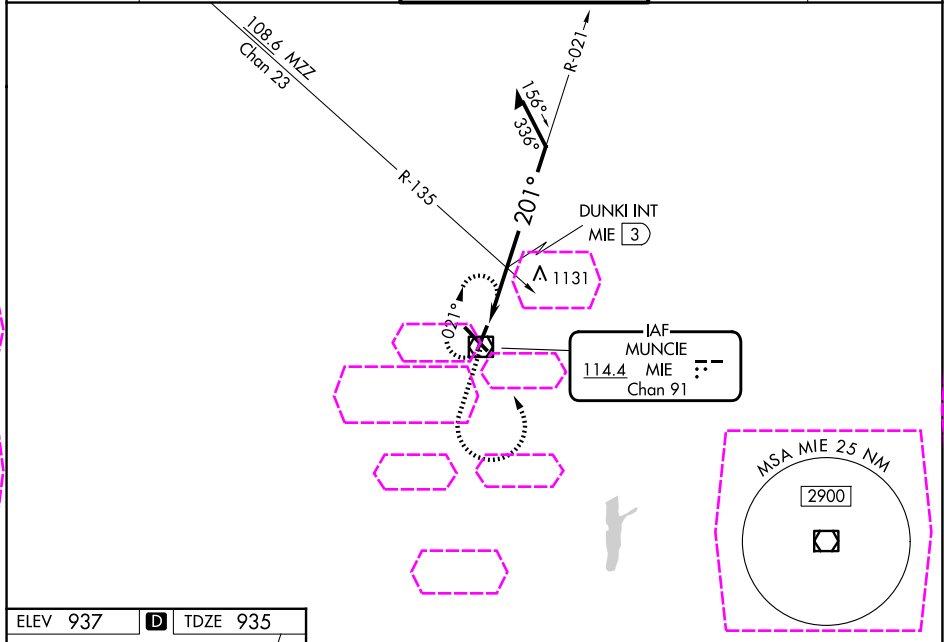 108.6 MZZ
Chan 23
R-135
R-021
156°
336°
201°
DUNKI INT
MIE 3
1131
021°
IAF
MUNCIE
114.4 MIE
Chan 91
MSA MIE 25 NM
2900
ELEV 937 D TDZE 935